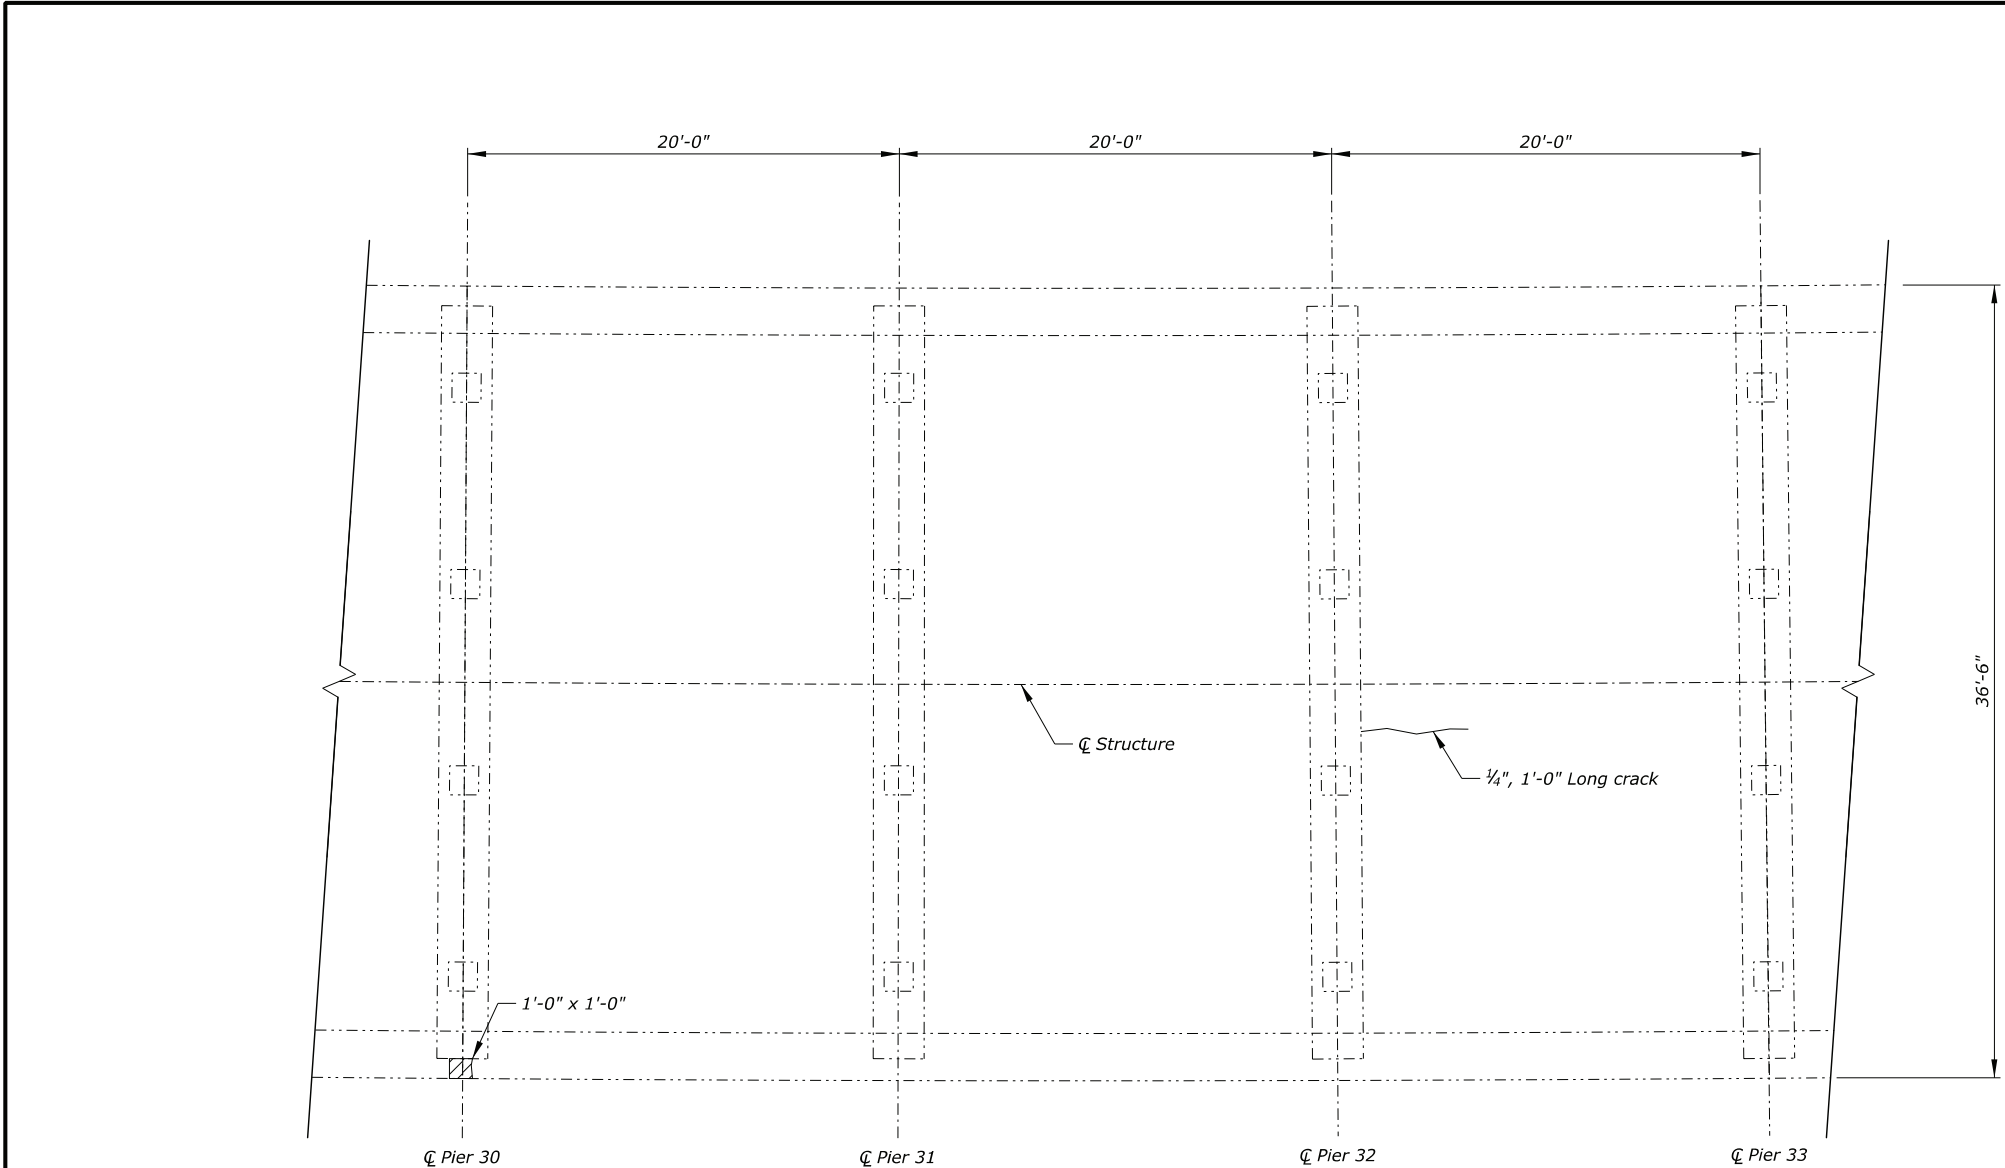 20'-0"
20'-0"
20'-0"
36'-6"
℄ Structure
¼", 1'-0" Long crack
1'-0" x 1'-0"
℄ Pier 30
℄ Pier 31
℄ Pier 32
℄ Pier 33